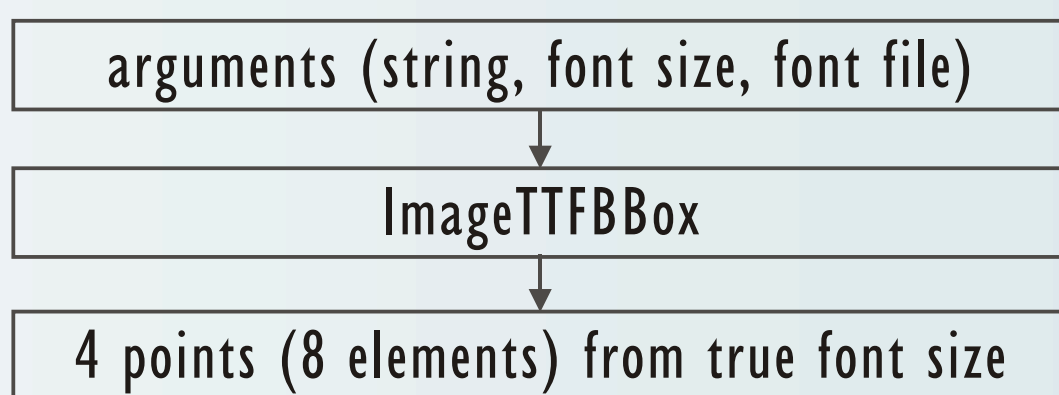 arguments (string, font size, font file)
ImageTTFBBox
4 points (8 elements) from true font size